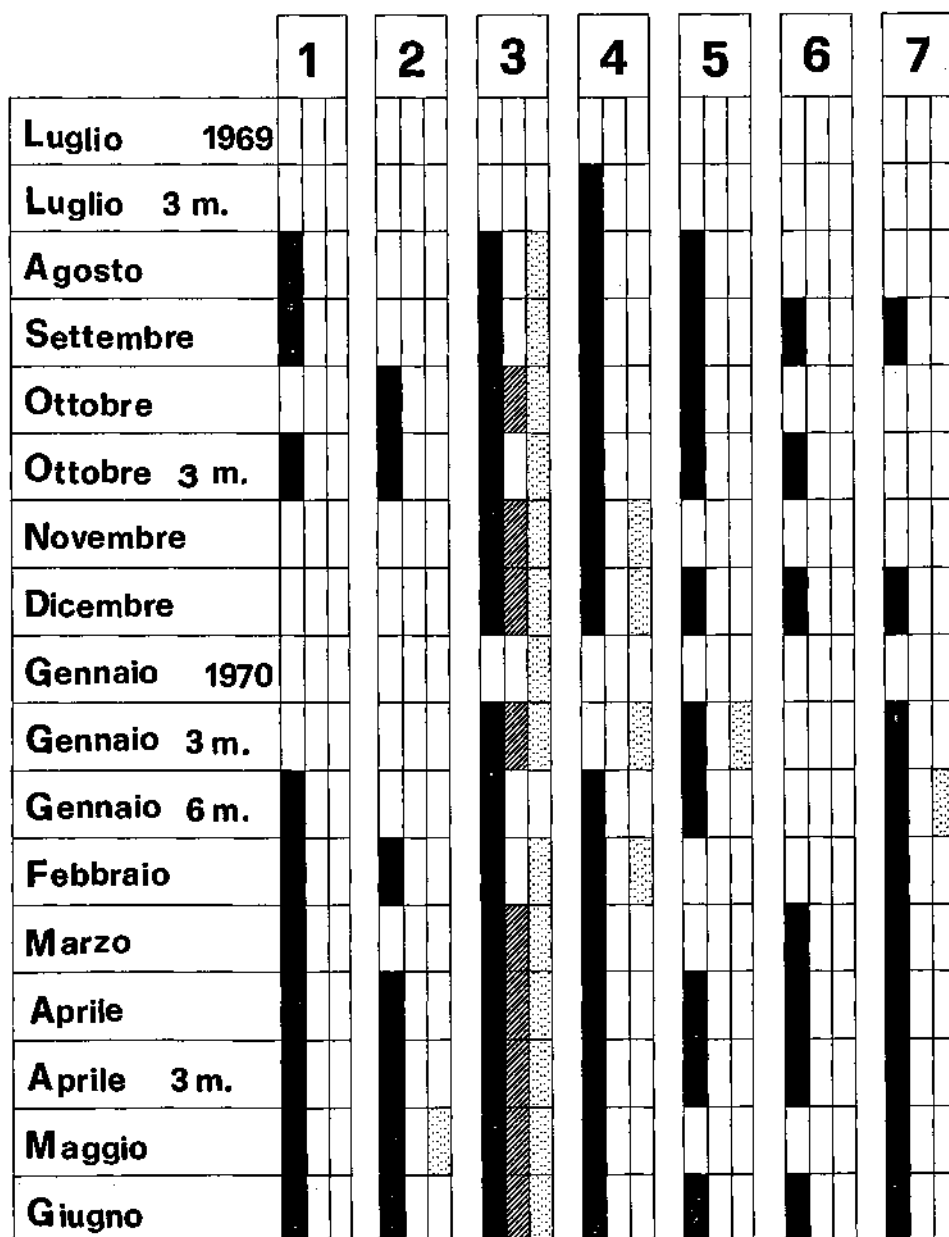 1 2 3 4 5 6 7
Luglio 1969
Luglio 3 m.
Agosto
Settembre
Ottobre
Ottobre 3 m.
Novembre
Dicembre
Gennaio 1970
Gennaio 3 m.
Gennaio 6 m.
Febbraio
Marzo
Aprile
Aprile 3 m.
Maggio
Giugno